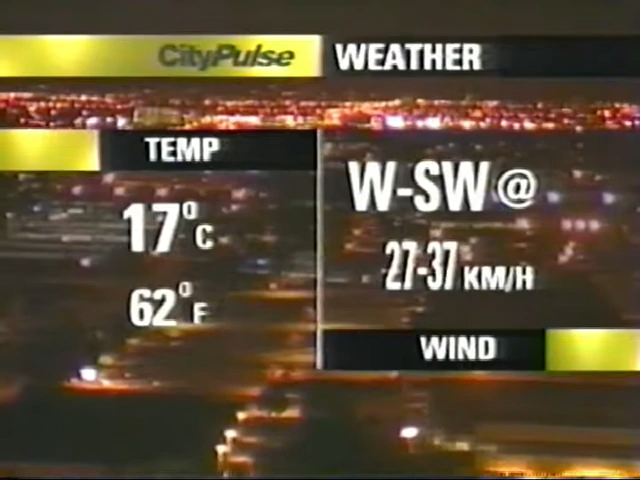 CityPulse WEATHER
TEMP
17°C
62°F
W-SW @
27-37 KM/H
WIND